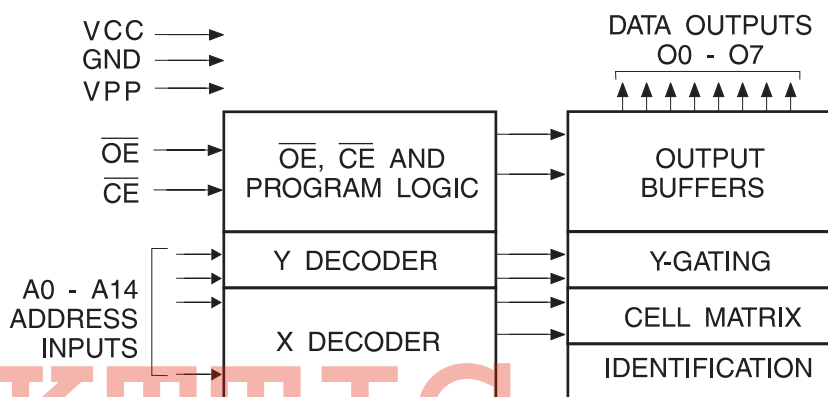 VCC
GND
VPP
OE
CE
A0 - A14
ADDRESS
INPUTS
OE, CE AND
PROGRAM LOGIC
Y DECODER
X DECODER
DATA OUTPUTS
O0 - O7
OUTPUT
BUFFERS
Y-GATING
CELL MATRIX
IDENTIFICATION